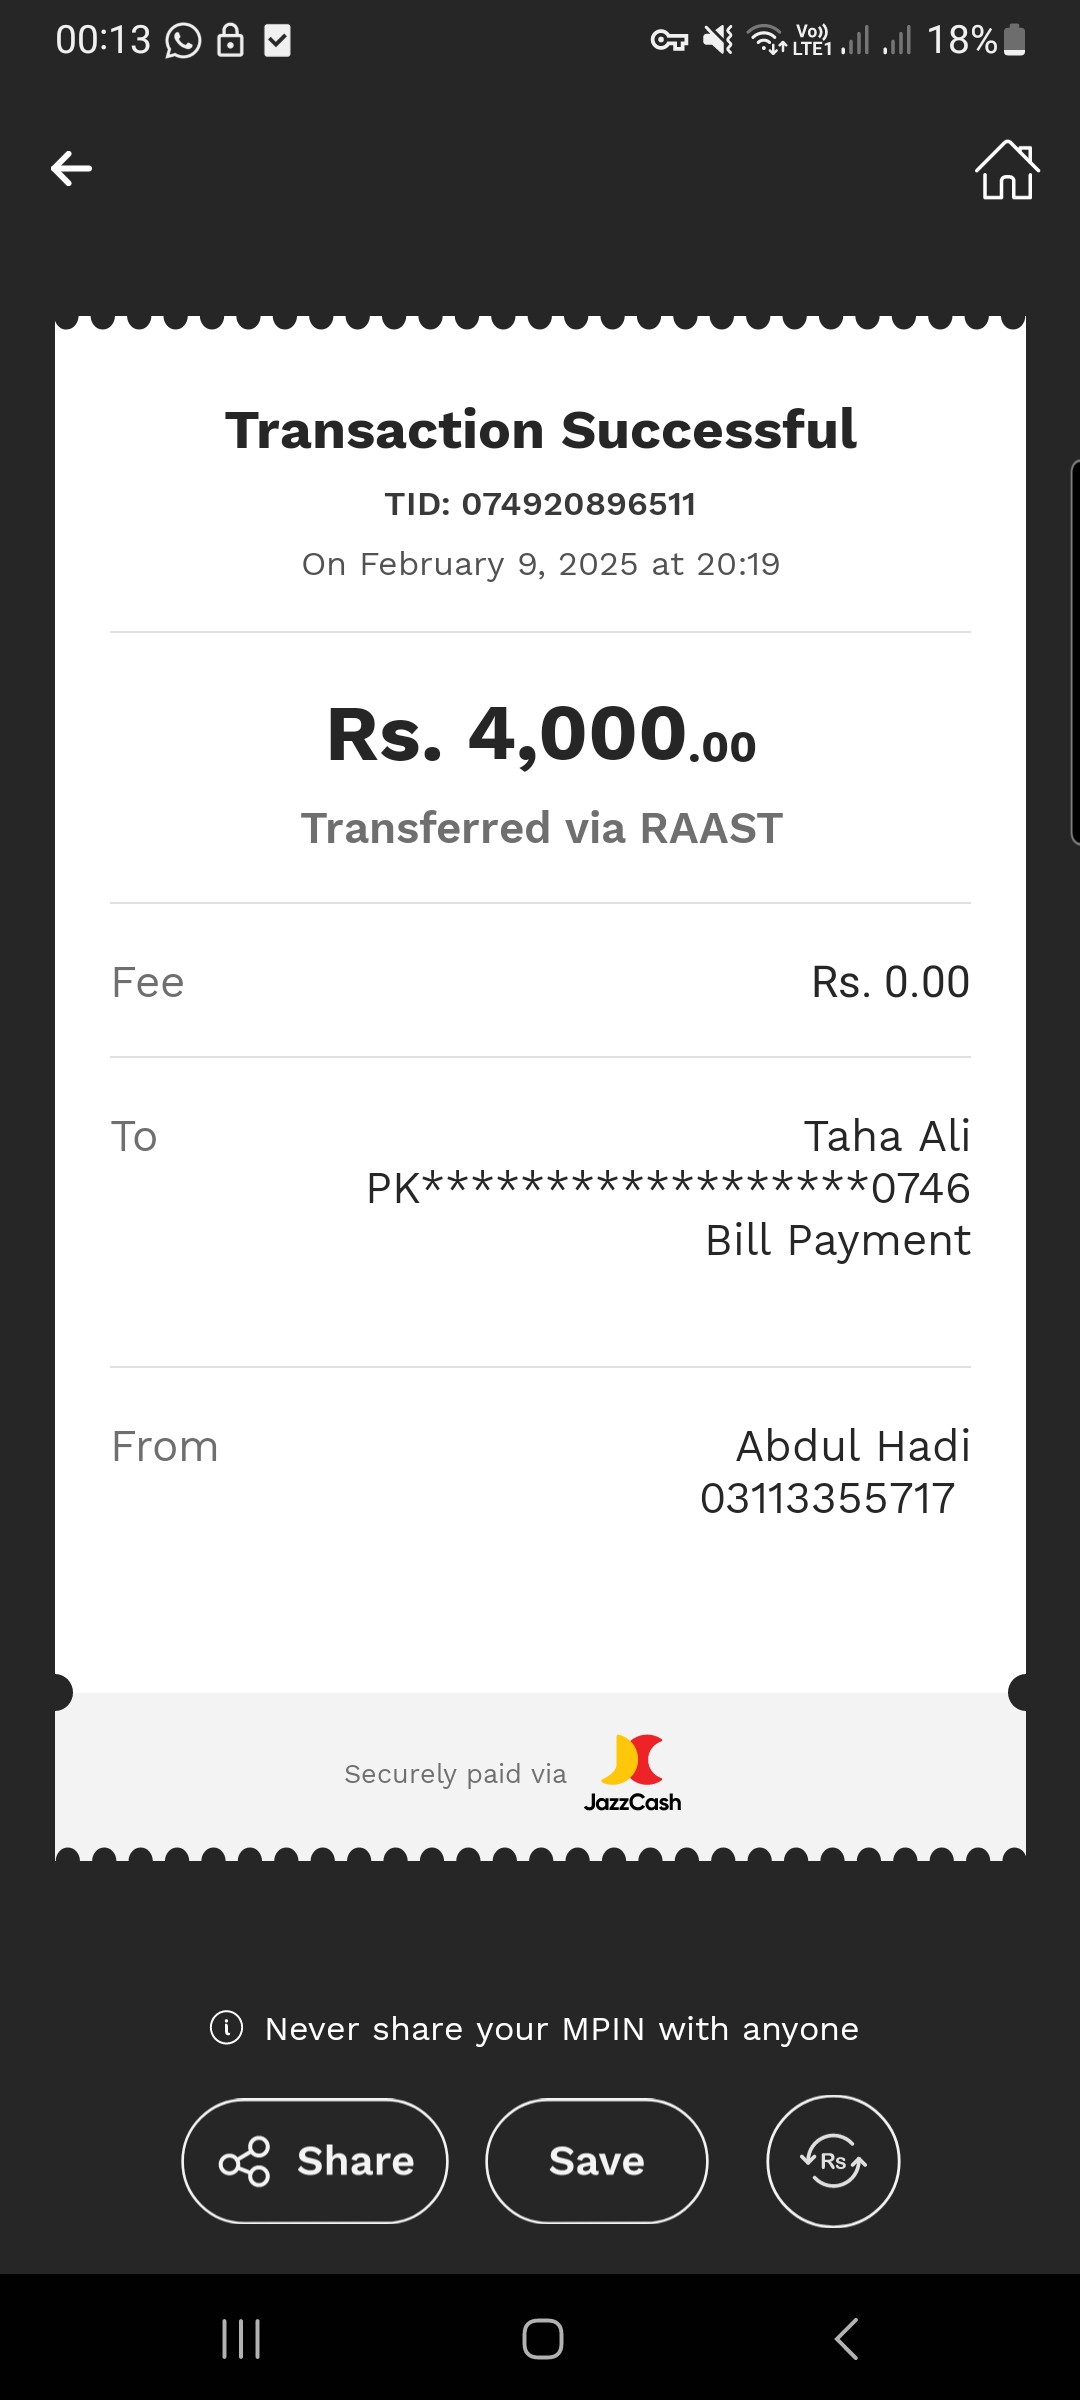 00:13 Vo)) LTE1 18%
Transaction Successful
TID: 074920896511
On February 9, 2025 at 20:19
Rs. 4,000.00
Transferred via RAAST
Fee Rs. 0.00
To Taha Ali
PK******************0746
Bill Payment
From Abdul Hadi
03113355717
Securely paid via JazzCash
Never share your MPIN with anyone
Share Save Rs